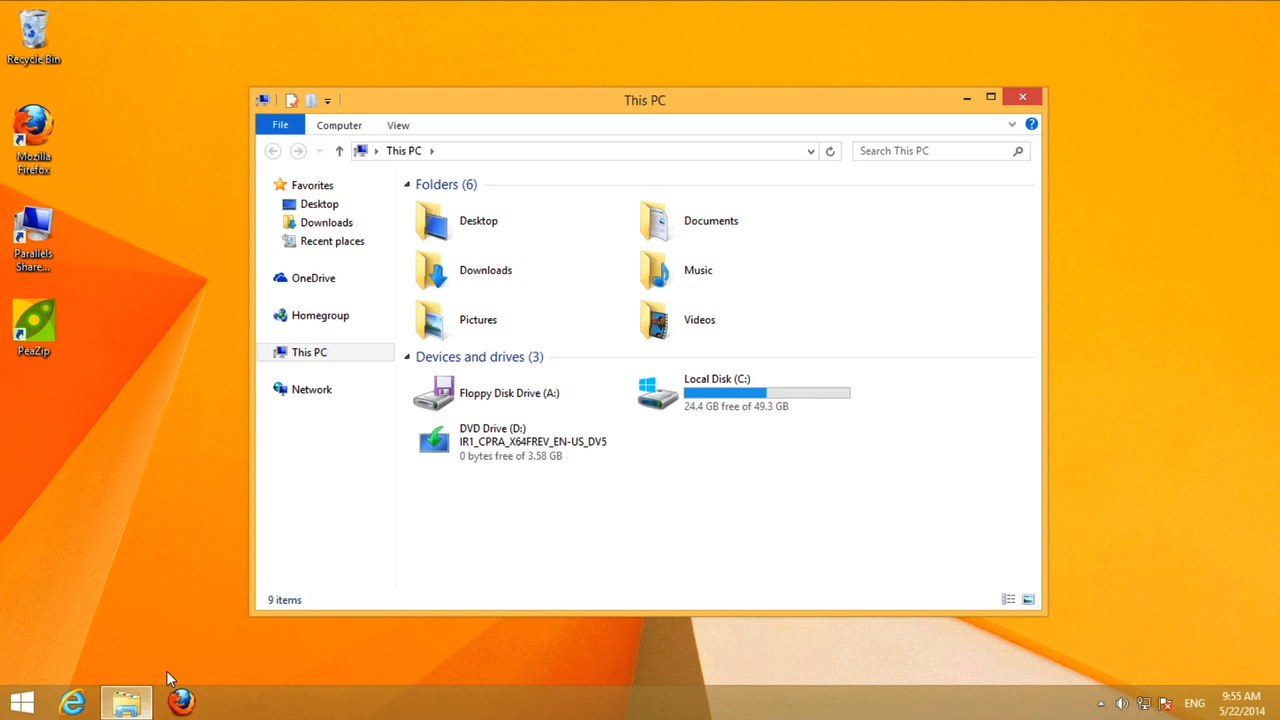 Recycle Bin
Mozilla
Firefox
Parallels
Share...
PeaZip
This PC
File
Computer
View
This PC
Search This PC
Favorites
Desktop
Downloads
Recent places
OneDrive
Homegroup
This PC
Network
Folders (6)
Desktop
Documents
Downloads
Music
Pictures
Videos
Devices and drives (3)
Floppy Disk Drive (A:)
Local Disk (C:)
24.4 GB free of 49.3 GB
DVD Drive (D:)
IR1_CPRA_X64FREV_EN-US_DV5
0 bytes free of 3.58 GB
9 items
ENG
9:55 AM
5/22/2014